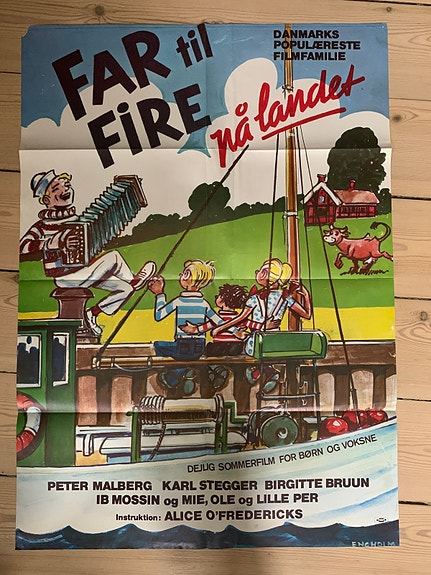 FAR til
FiRE
på landet
DANMARKS
POPULÆRESTE
FILMFAMILIE
DEJLIG SOMMERFILM FOR BØRN OG VOKSNE
PETER MALBERG KARL STEGGER BIRGITTE BRUUN
IB MOSSIN og MIE, OLE og LILLE PER
Instruktion: ALICE O'FREDERICKS
ENGHOLM